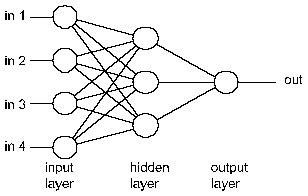 in 1
in 2
out
in 3
in 4
input hidden output
layer layer layer